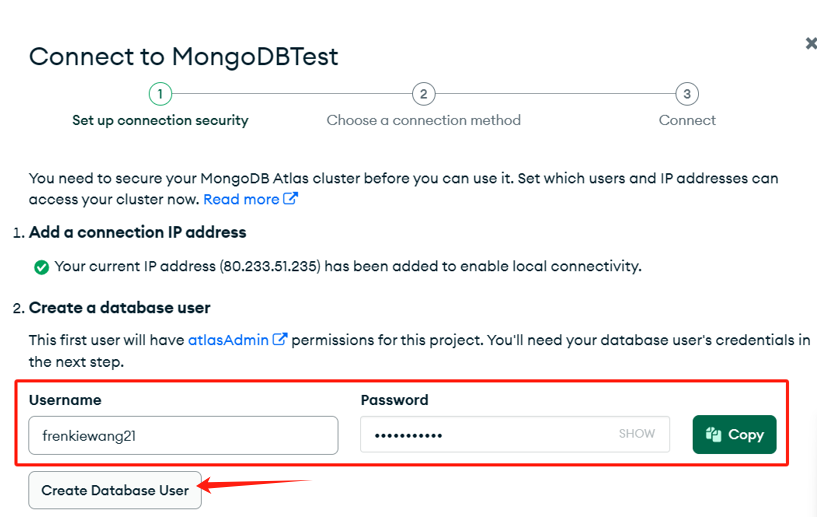 Connect to MongoDBTest
1 2 3
Set up connection security Choose a connection method Connect
You need to secure your MongoDB Atlas cluster before you can use it. Set which users and IP addresses can
access your cluster now. Read more
1. Add a connection IP address
Your current IP address (80.233.51.235) has been added to enable local connectivity.
2. Create a database user
This first user will have atlasAdmin permissions for this project. You'll need your database user's credentials in
the next step.
Username Password
frenkiewang21 ••••••••••• SHOW Copy
Create Database User